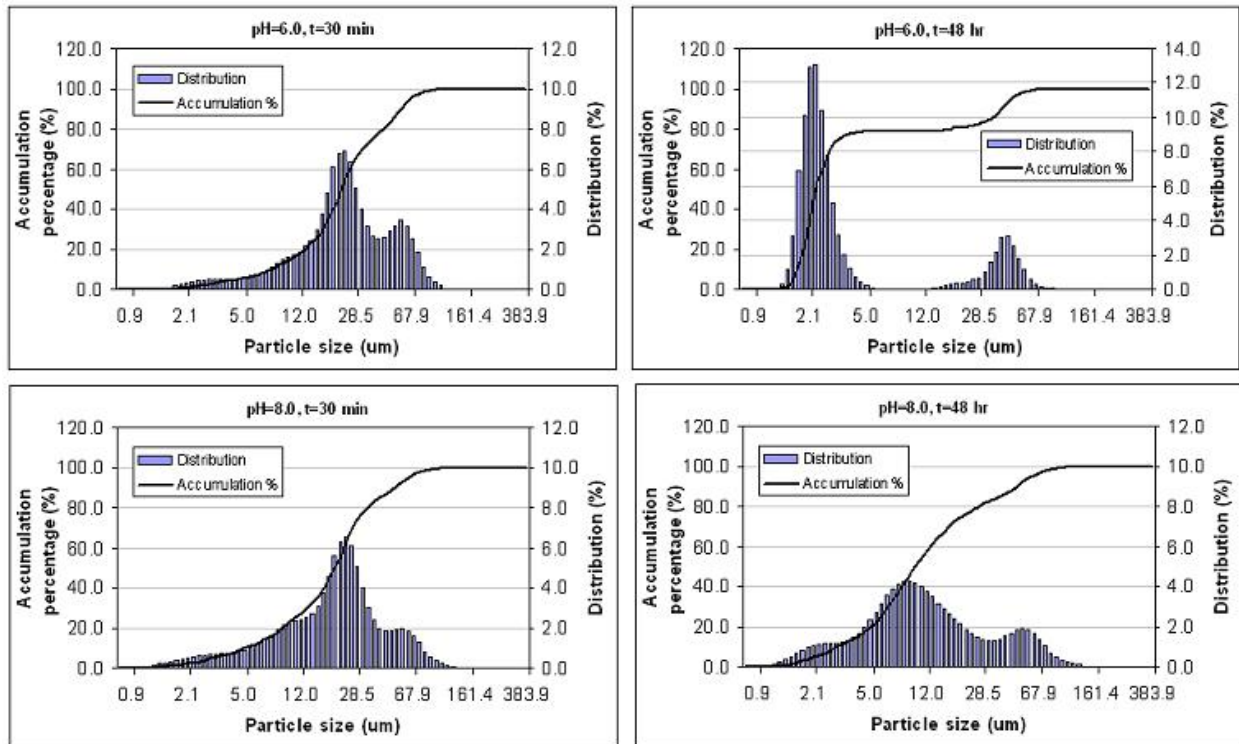 pH=6.0, t=30 min
120.0
100.0
80.0
60.0
40.0
20.0
0.0
Accumulation
percentage (%)
Distribution
Accumulation %
12.0
10.0
8.0
6.0
4.0
2.0
0.0
Distribution (%)
0.9 2.1 5.0 12.0 28.5 67.9 161.4 383.9
Particle size (um)
pH=6.0, t=48 hr
120.0
100.0
80.0
60.0
40.0
20.0
0.0
Accumulation
percentage (%)
Distribution
Accumulation %
14.0
12.0
10.0
8.0
6.0
4.0
2.0
0.0
Distribution (%)
0.9 2.1 5.0 12.0 28.5 67.9 161.4 383.9
Particle size (um)
pH=8.0, t=30 min
120.0
100.0
80.0
60.0
40.0
20.0
0.0
Accumulation
percentage (%)
Distribution
Accumulation %
12.0
10.0
8.0
6.0
4.0
2.0
0.0
Distribution (%)
0.9 2.1 5.0 12.0 28.5 67.9 161.4 383.9
Particle size (um)
pH=8.0, t=48 hr
120.0
100.0
80.0
60.0
40.0
20.0
0.0
Accumulation
percentage (%)
Distribution
Accumulation %
12.0
10.0
8.0
6.0
4.0
2.0
0.0
Distribution (%)
0.9 2.1 5.0 12.0 28.5 67.9 161.4 383.9
Particle size (um)